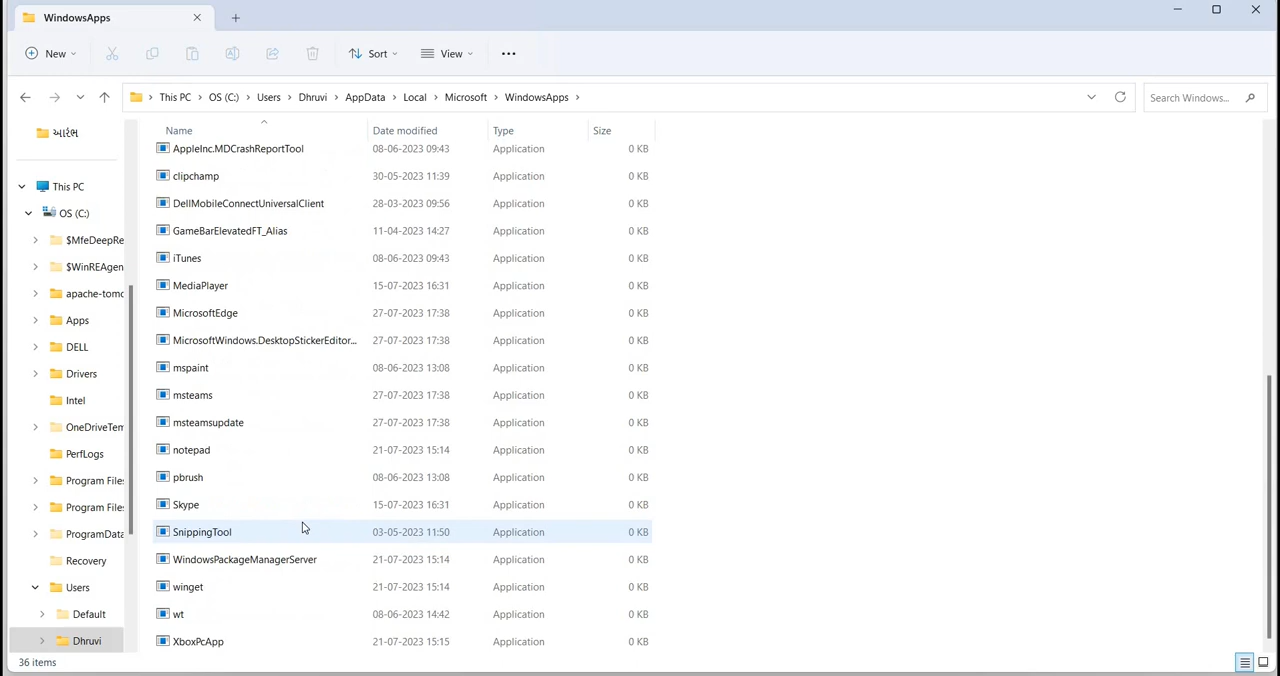 WindowsApps
New
Sort
View
This PC
OS (C:)
Users
Dhruvi
AppData
Local
Microsoft
WindowsApps
Search Windows...
આરંભ
This PC
OS (C:)
$MfeDeepRe
$WinREAgen
apache-tomc
Apps
DELL
Drivers
Intel
OneDriveTem
PerfLogs
Program Files
Program Files
ProgramData
Recovery
Users
Default
Dhruvi
Name Date modified Type Size
AppleInc.MDCrashReportTool 08-06-2023 09:43 Application 0 KB
clipchamp 30-05-2023 11:39 Application 0 KB
DellMobileConnectUniversalClient 28-03-2023 09:56 Application 0 KB
GameBarElevatedFT_Alias 11-04-2023 14:27 Application 0 KB
iTunes 08-06-2023 09:43 Application 0 KB
MediaPlayer 15-07-2023 16:31 Application 0 KB
MicrosoftEdge 27-07-2023 17:38 Application 0 KB
MicrosoftWindows.DesktopStickerEditor... 27-07-2023 17:38 Application 0 KB
mspaint 08-06-2023 13:08 Application 0 KB
msteams 27-07-2023 17:38 Application 0 KB
msteamsupdate 27-07-2023 17:38 Application 0 KB
notepad 21-07-2023 15:14 Application 0 KB
pbrush 08-06-2023 13:08 Application 0 KB
Skype 15-07-2023 16:31 Application 0 KB
SnippingTool 03-05-2023 11:50 Application 0 KB
WindowsPackageManagerServer 21-07-2023 15:14 Application 0 KB
winget 21-07-2023 15:14 Application 0 KB
wt 08-06-2023 14:42 Application 0 KB
XboxPcApp 21-07-2023 15:15 Application 0 KB
36 items